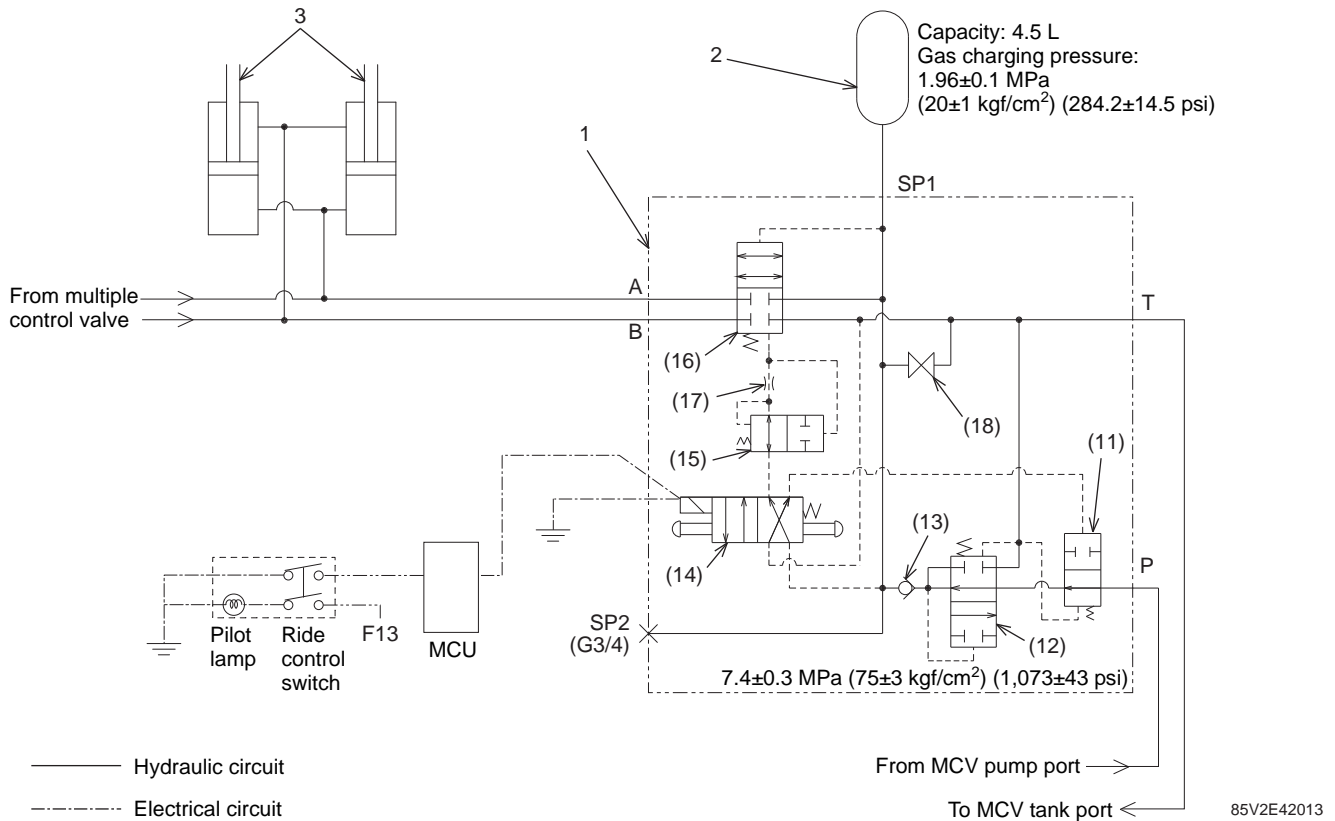 3
2
Capacity: 4.5 L
Gas charging pressure:
1.96±0.1 MPa
(20±1 kgf/cm²) (284.2±14.5 psi)
1
SP1
From multiple
control valve
A
B
T
(16)
(17)
(18)
(15)
(11)
(14)
(13)
P
(12)
SP2
(G3/4)
7.4±0.3 MPa (75±3 kgf/cm²) (1,073±43 psi)
Pilot
lamp
Ride
control
switch
F13
MCU
Hydraulic circuit
Electrical circuit
From MCV pump port
To MCV tank port
85V2E42013